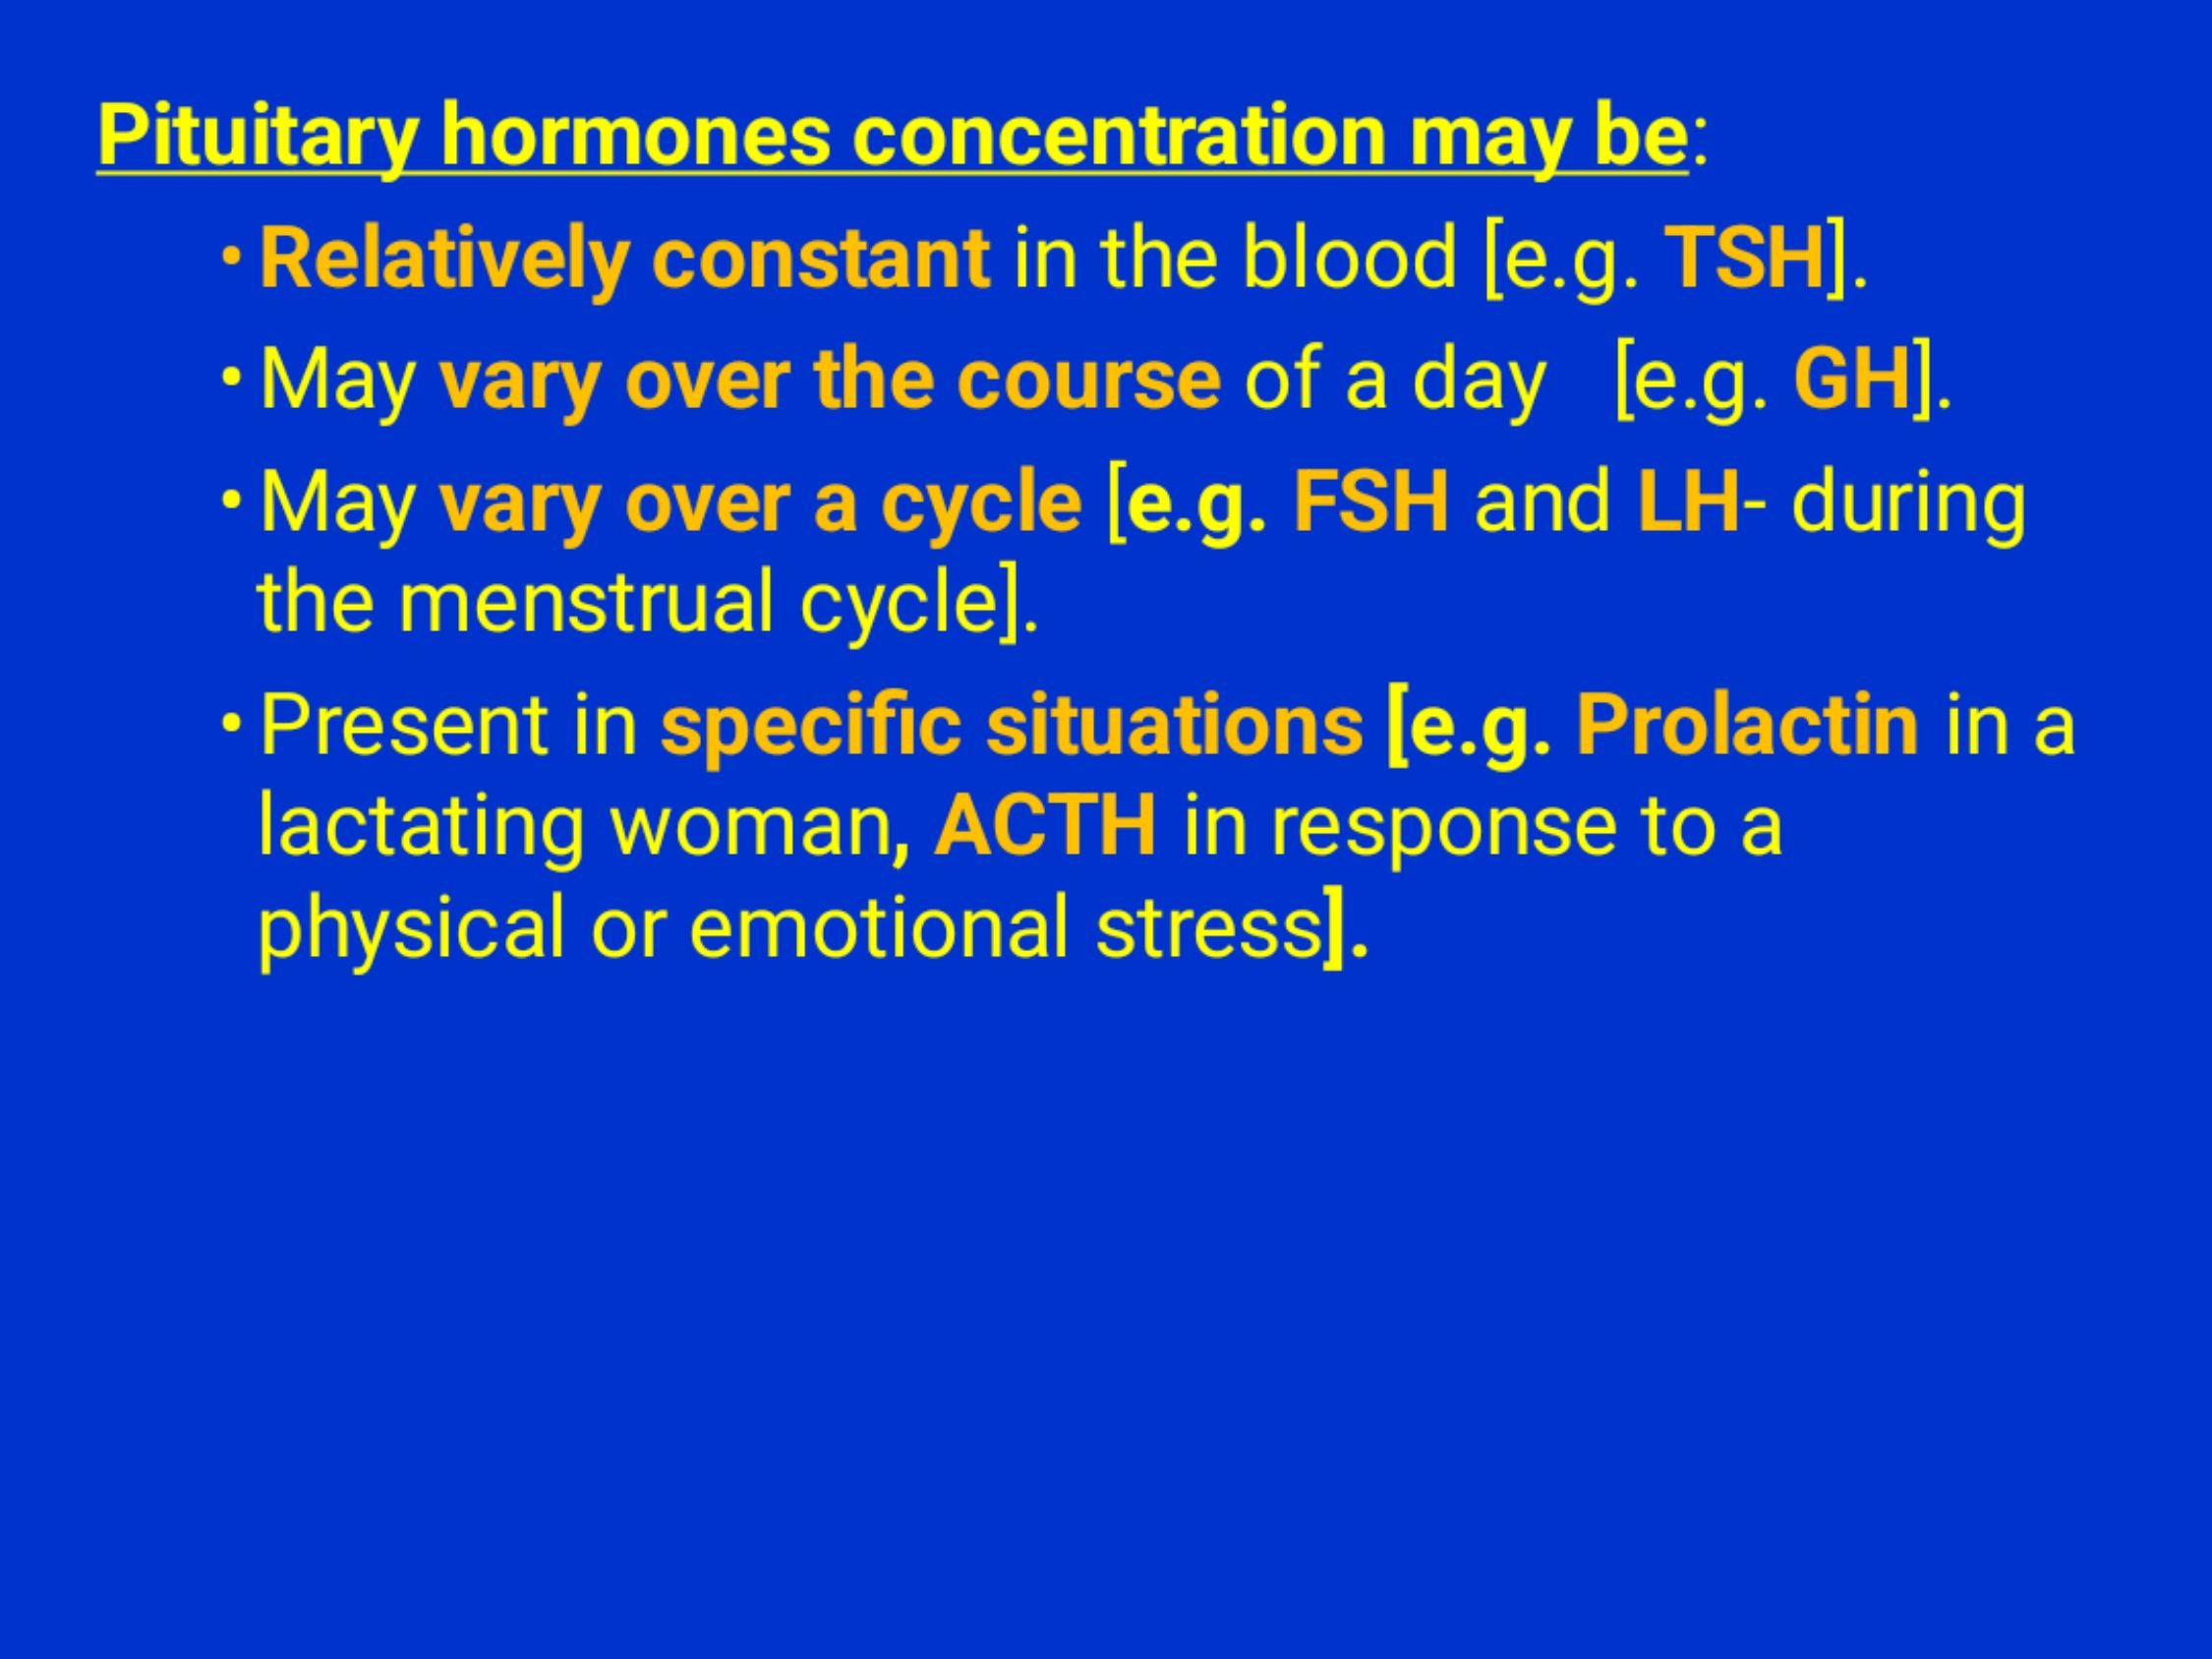 Pituitary hormones concentration may be:
• Relatively constant in the blood [e.g. TSH].
• May vary over the course of a day [e.g. GH].
• May vary over a cycle [e.g. FSH and LH- during
the menstrual cycle].
• Present in specific situations [e.g. Prolactin in a
lactating woman, ACTH in response to a
physical or emotional stress].